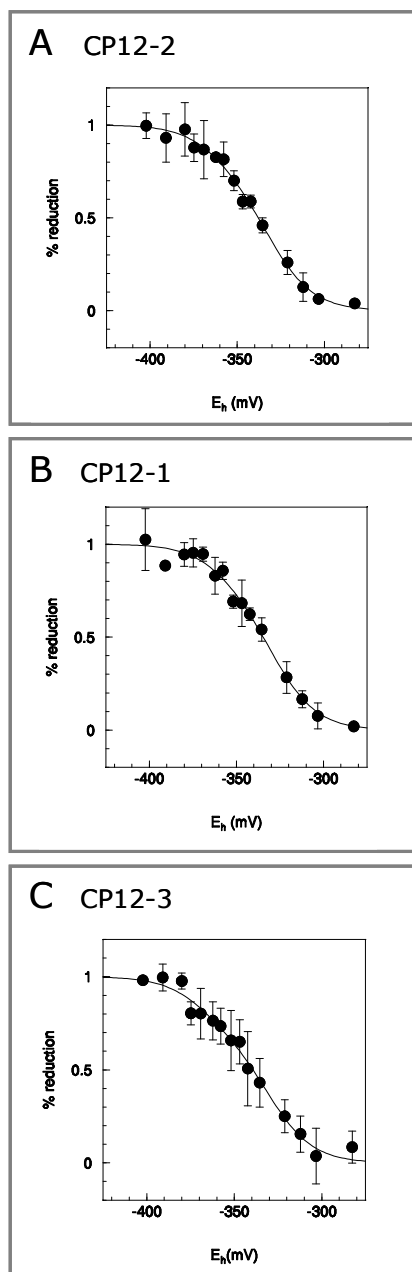 A CP12-2
1
0.5
0
% reduction
-400 -350 -300
Eh (mV)
B CP12-1
1
0.5
0
% reduction
-400 -350 -300
Eh (mV)
C CP12-3
1
0.5
0
% reduction
-400 -350 -300
Eh(mV)